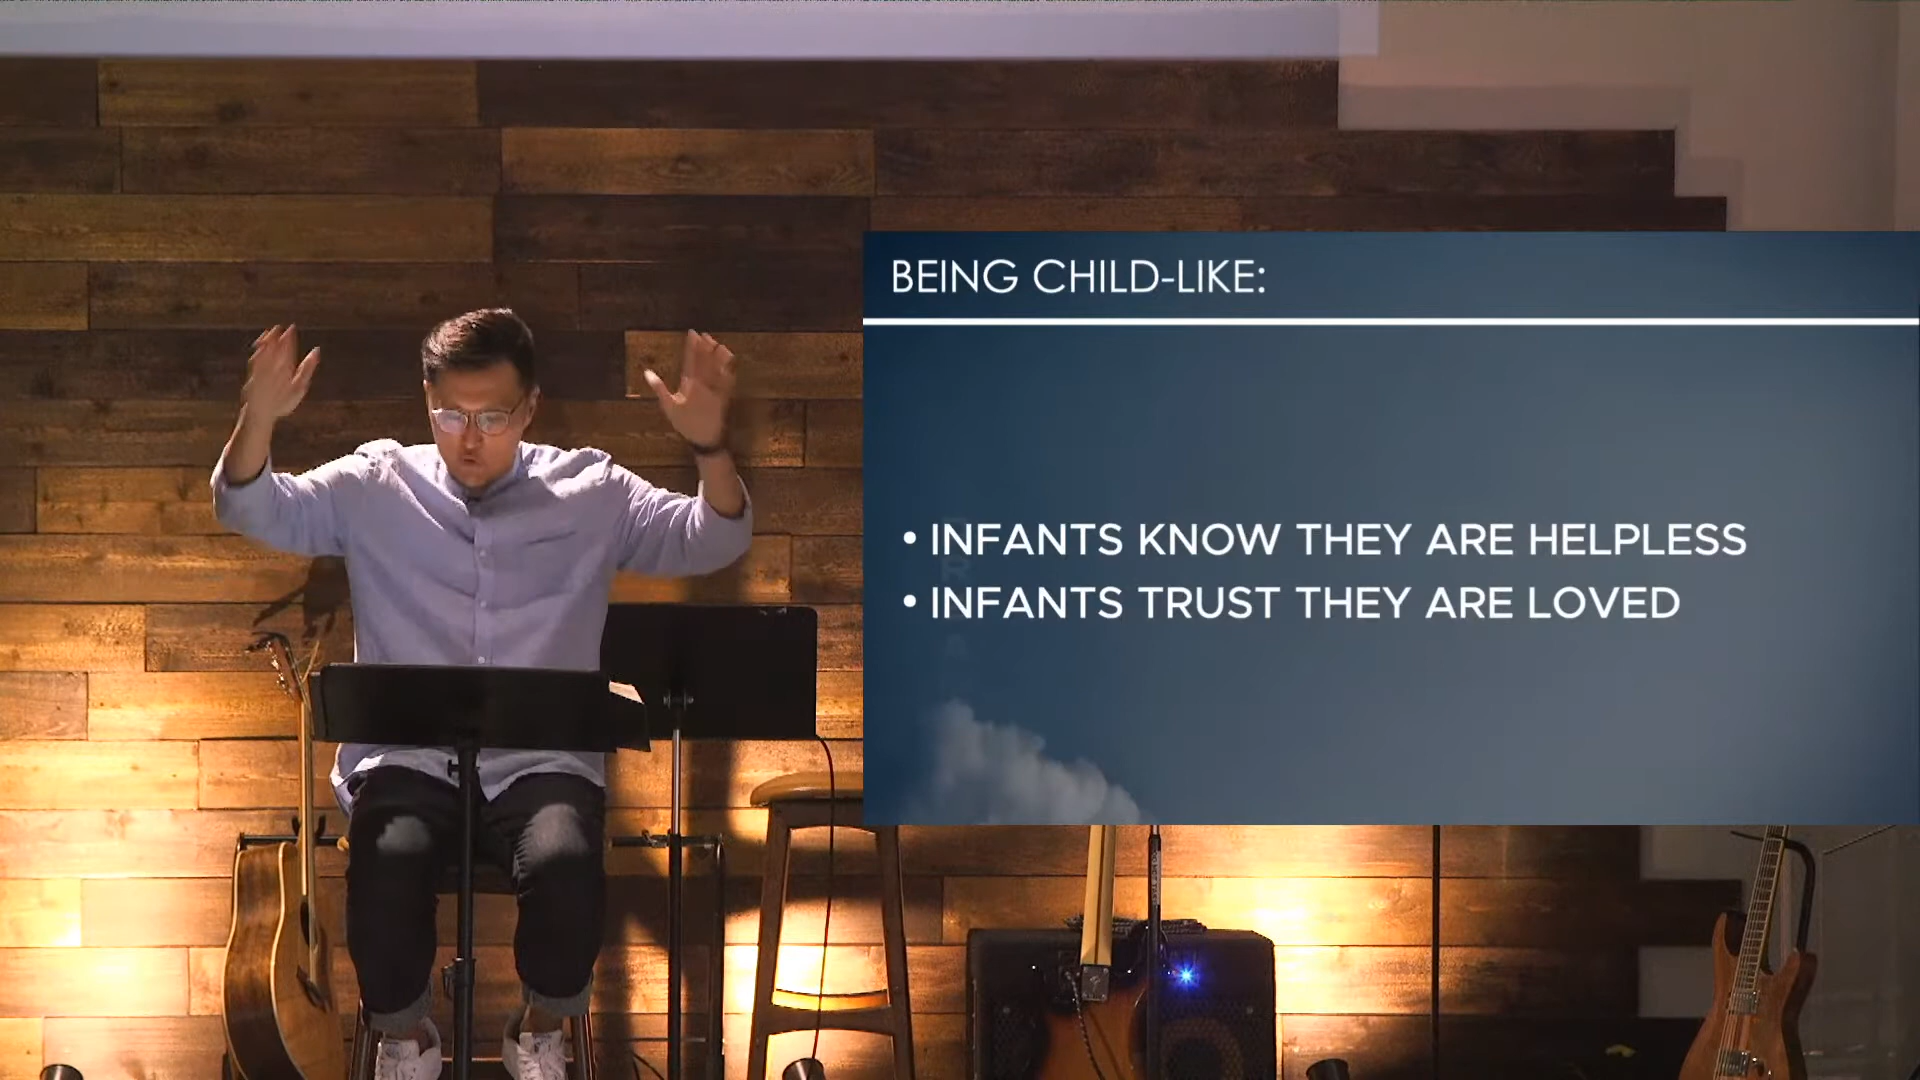 BEING CHILD-LIKE:
• INFANTS KNOW THEY ARE HELPLESS
• INFANTS TRUST THEY ARE LOVED